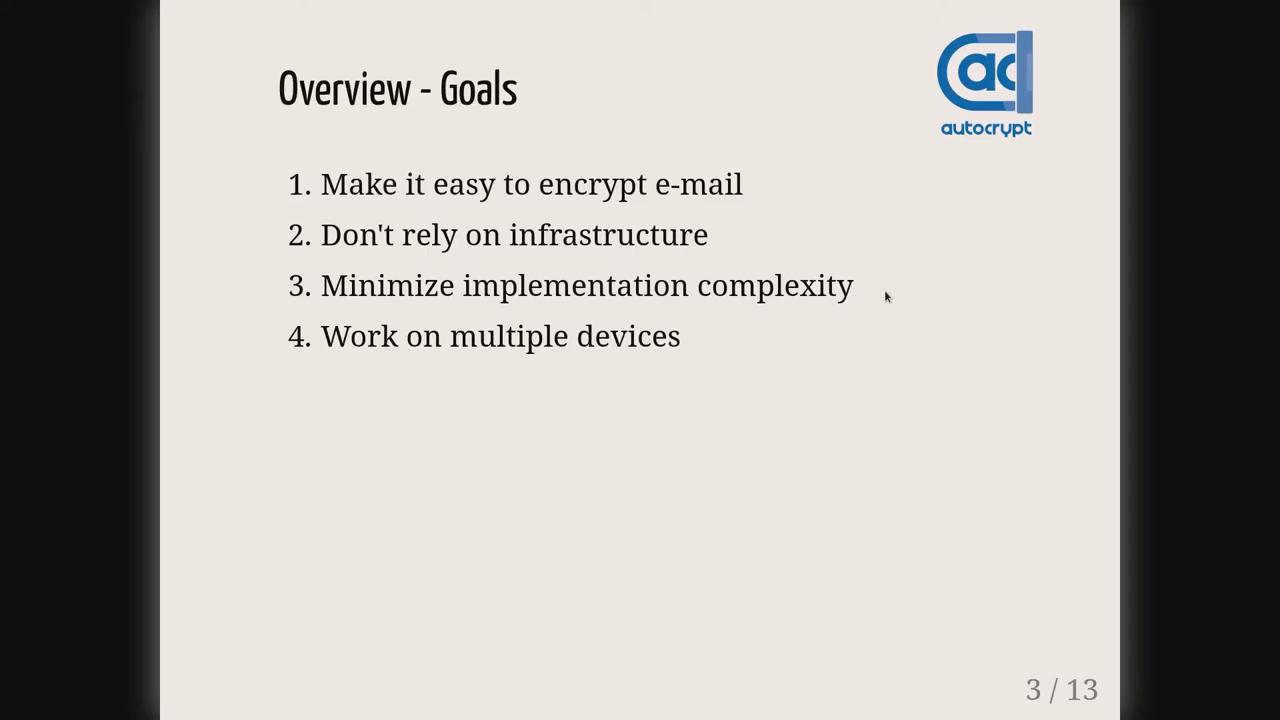 Overview - Goals
autocrypt
1. Make it easy to encrypt e-mail
2. Don't rely on infrastructure
3. Minimize implementation complexity
4. Work on multiple devices
3 / 13